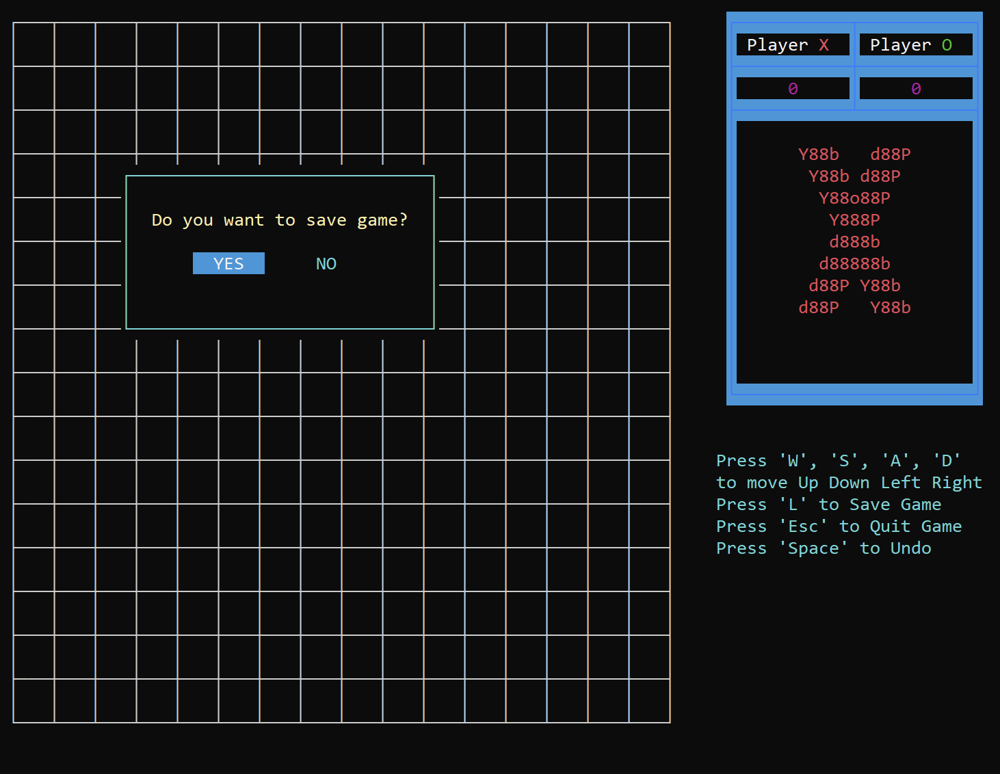 Player X Player O
0 0
Y88b   d88P
 Y88b d88P
  Y88o88P
   Y888P
   d888b
  d88888b
 d88P Y88b
d88P   Y88b
Do you want to save game?
YES NO
Press 'W', 'S', 'A', 'D'
to move Up Down Left Right
Press 'L' to Save Game
Press 'Esc' to Quit Game
Press 'Space' to Undo